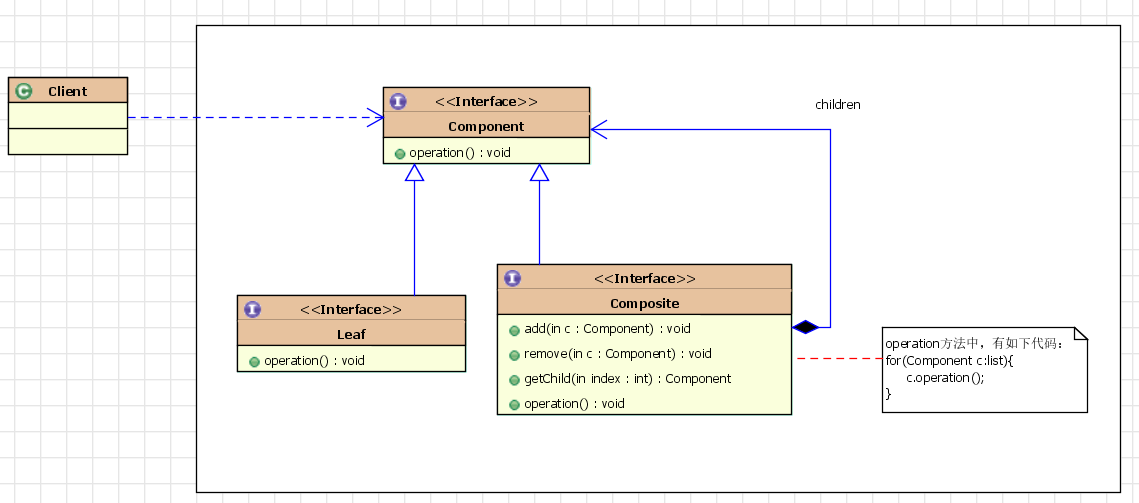 Client
<<Interface>>
Component
operation() : void
children
<<Interface>>
Leaf
operation() : void
<<Interface>>
Composite
add(in c : Component) : void
remove(in c : Component) : void
getChild(in index : int) : Component
operation() : void
operation方法中，有如下代码：
for(Component c:list){
c.operation();
}